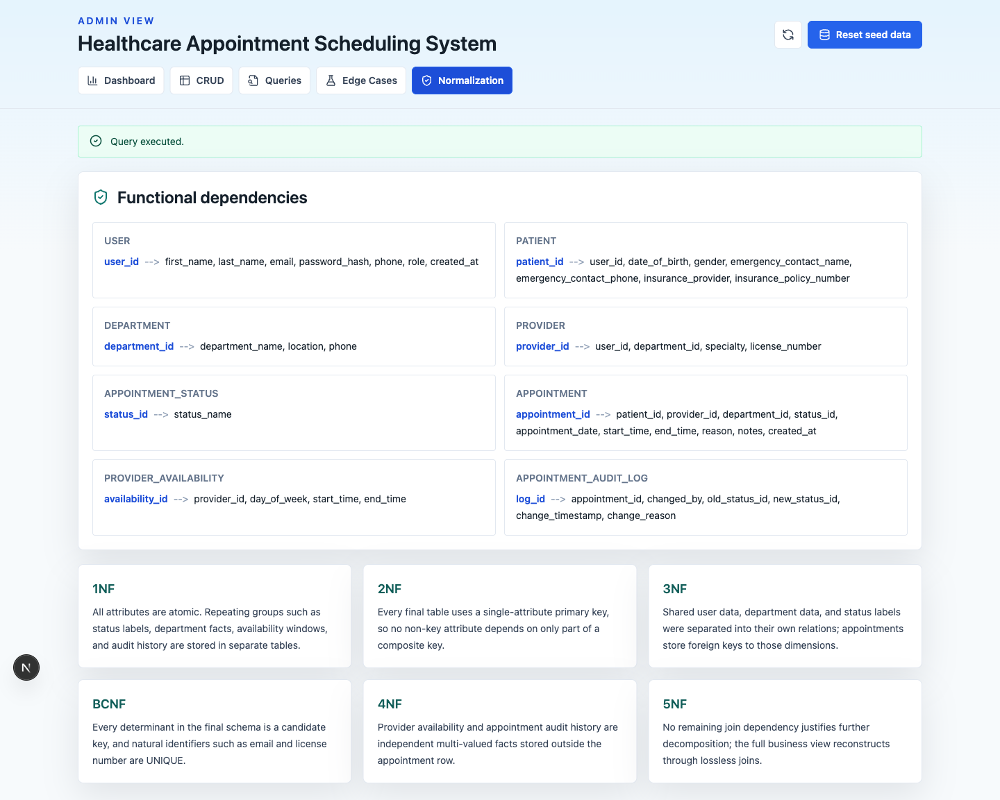 ADMIN VIEW
Healthcare Appointment Scheduling System
Reset seed data
Dashboard
CRUD
Queries
Edge Cases
Normalization
Query executed.
Functional dependencies
USER
user_id --> first_name, last_name, email, password_hash, phone, role, created_at
PATIENT
patient_id --> user_id, date_of_birth, gender, emergency_contact_name,
emergency_contact_phone, insurance_provider, insurance_policy_number
DEPARTMENT
department_id --> department_name, location, phone
PROVIDER
provider_id --> user_id, department_id, specialty, license_number
APPOINTMENT_STATUS
status_id --> status_name
APPOINTMENT
appointment_id --> patient_id, provider_id, department_id, status_id,
appointment_date, start_time, end_time, reason, notes, created_at
PROVIDER_AVAILABILITY
availability_id --> provider_id, day_of_week, start_time, end_time
APPOINTMENT_AUDIT_LOG
log_id --> appointment_id, changed_by, old_status_id, new_status_id,
change_timestamp, change_reason
1NF
All attributes are atomic. Repeating groups such as
status labels, department facts, availability windows,
and audit history are stored in separate tables.
2NF
Every final table uses a single-attribute primary key,
so no non-key attribute depends on only part of a
composite key.
3NF
Shared user data, department data, and status labels
were separated into their own relations; appointments
store foreign keys to those dimensions.
N
BCNF
Every determinant in the final schema is a candidate
key, and natural identifiers such as email and license
number are UNIQUE.
4NF
Provider availability and appointment audit history are
independent multi-valued facts stored outside the
appointment row.
5NF
No remaining join dependency justifies further
decomposition; the full business view reconstructs
through lossless joins.